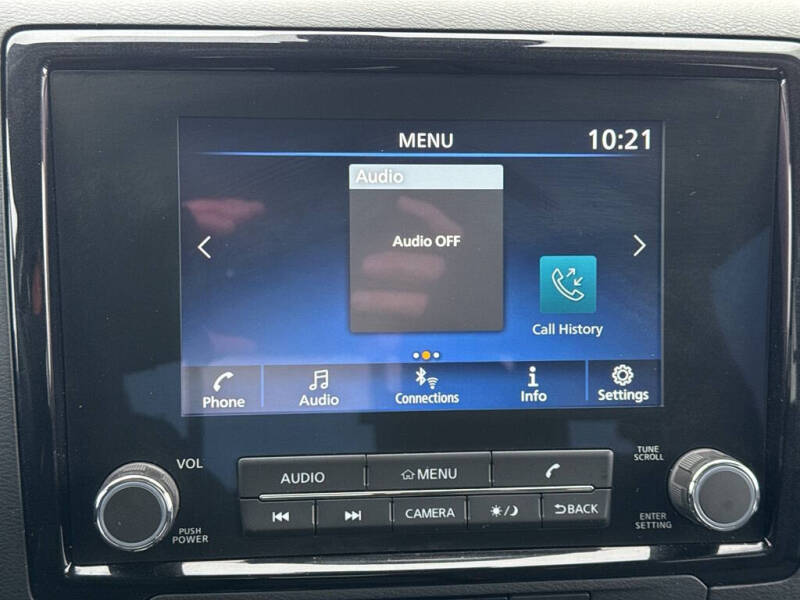 MENU 10:21
Audio
Audio OFF
Call History
Phone Audio Connections Info Settings
VOL
PUSH
POWER
TUNE
SCROLL
ENTER
SETTING
AUDIO MENU
CAMERA BACK